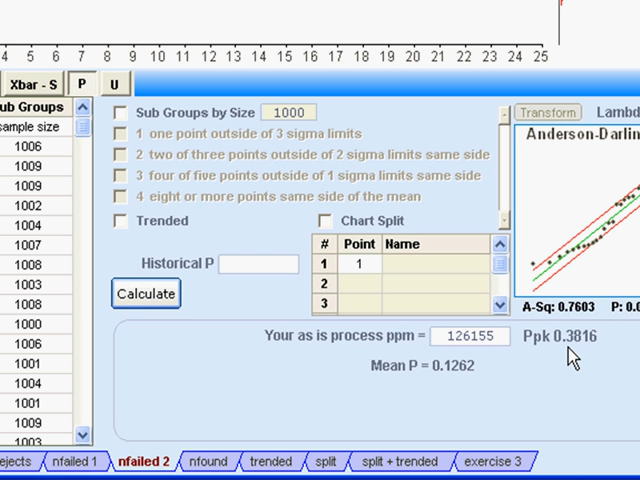 4 5 6 7 8 9 10 11 12 13 14 15 16 17 18 19 20 21 22 23 24 25
Xbar - S P U
ub Groups
sample size
1006
1009
1009
1002
1004
1007
1008
1003
1008
1000
1006
1001
1004
1001
1009
1003
Sub Groups by Size 1000
1 one point outside of 3 sigma limits
2 two of three points outside of 2 sigma limits same side
3 four of five points outside of 1 sigma limits same side
4 eight or more points same side of the mean
Trended Chart Split
Historical P
Calculate
# Point Name
1 1
2
3
Transform Lambd
Anderson-Darlin
A-Sq: 0.7603 P: 0.0
Your as is process ppm = 126155 Ppk 0.3816
Mean P = 0.1262
ejects nfailed 1 nfailed 2 nfound trended split split + trended exercise 3